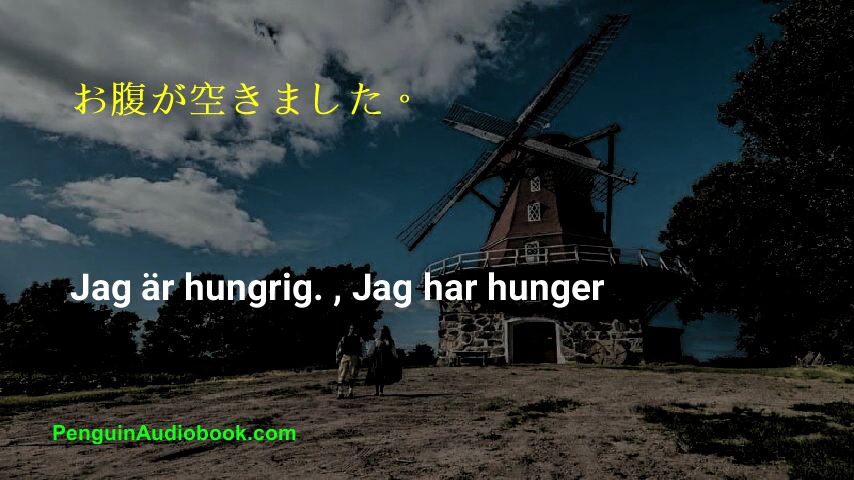 お腹が空きました。
Jag är hungrig. , Jag har hunger
PenguinAudiobook.com